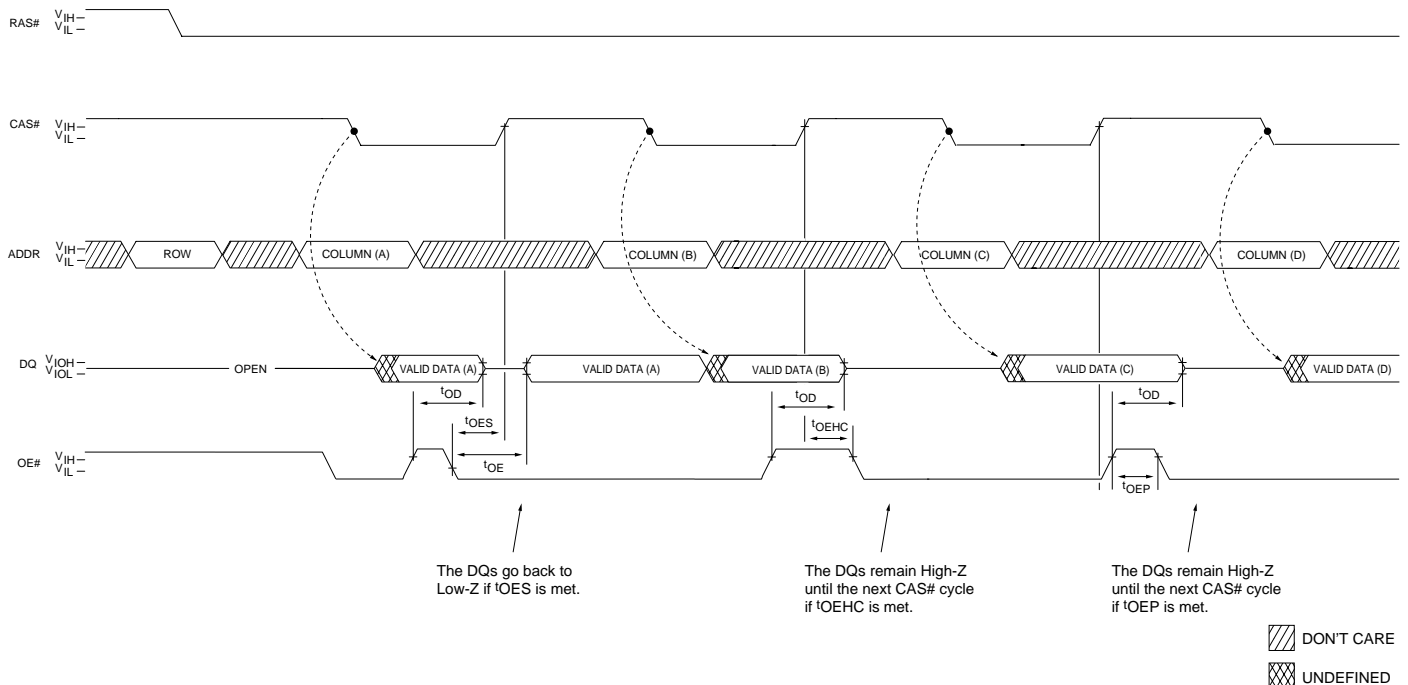 RAS# VIH VIL
CAS# VIH VIL
ADDR VIH VIL ROW COLUMN (A) COLUMN (B) COLUMN (C) COLUMN (D)
DQ VIOH VIOL OPEN VALID DATA (A) VALID DATA (A) VALID DATA (B) VALID DATA (C) VALID DATA (D)
tOD tOD tOD
tOES tOEHC
tOE
OE# VIH VIL
tOEP
The DQs go back to
Low-Z if tOES is met.
The DQs remain High-Z
until the next CAS# cycle
if tOEHC is met.
The DQs remain High-Z
until the next CAS# cycle
if tOEP is met.
DON'T CARE
UNDEFINED